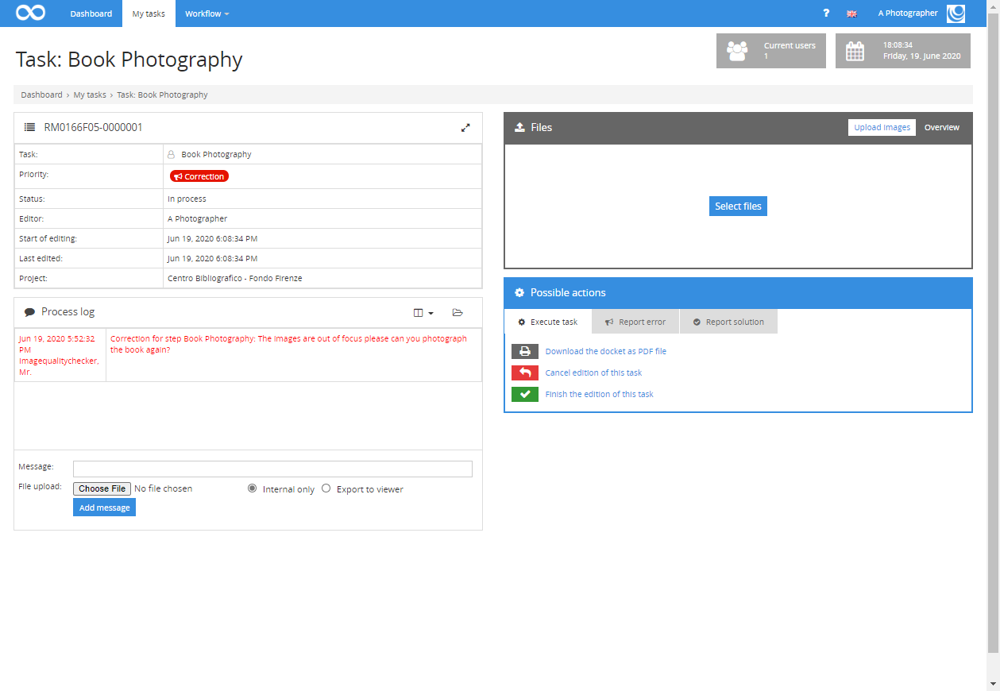 Dashboard
My tasks
Workflow
?
A Photographer
Task: Book Photography
Current users
1
18:08:34
Friday, 19. June 2020
Dashboard › My tasks › Task: Book Photography
RM0166F05-0000001
Task: Book Photography
Priority: Correction
Status: In process
Editor: A Photographer
Start of editing: Jun 19, 2020 6:08:34 PM
Last edited: Jun 19, 2020 6:08:34 PM
Project: Centro Bibliografico - Fondo Firenze
Process log
Jun 19, 2020 5:52:32
PM
Imagequalitychecker,
Mr.
Correction for step Book Photography: The images are out of focus please can you photograph
the book again?
Message:
File upload: Choose File No file chosen Internal only Export to viewer
Add message
Files
Upload images
Overview
Select files
Possible actions
Execute task
Report error
Report solution
Download the docket as PDF file
Cancel edition of this task
Finish the edition of this task